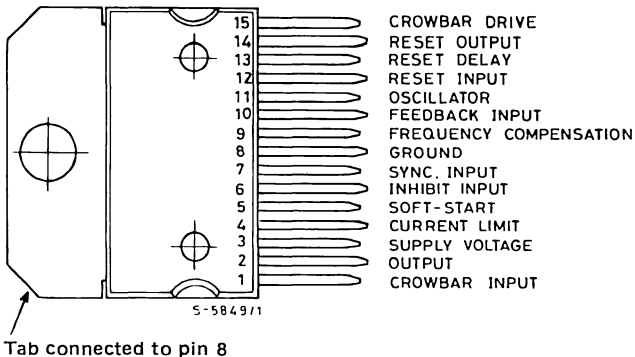 15 CROWBAR DRIVE
14 RESET OUTPUT
13 RESET DELAY
12 RESET INPUT
11 OSCILLATOR
10 FEEDBACK INPUT
9 FREQUENCY COMPENSATION
8 GROUND
7 SYNC. INPUT
6 INHIBIT INPUT
5 SOFT-START
4 CURRENT LIMIT
3 SUPPLY VOLTAGE
2 OUTPUT
1 CROWBAR INPUT
S-5849/1
Tab connected to pin 8